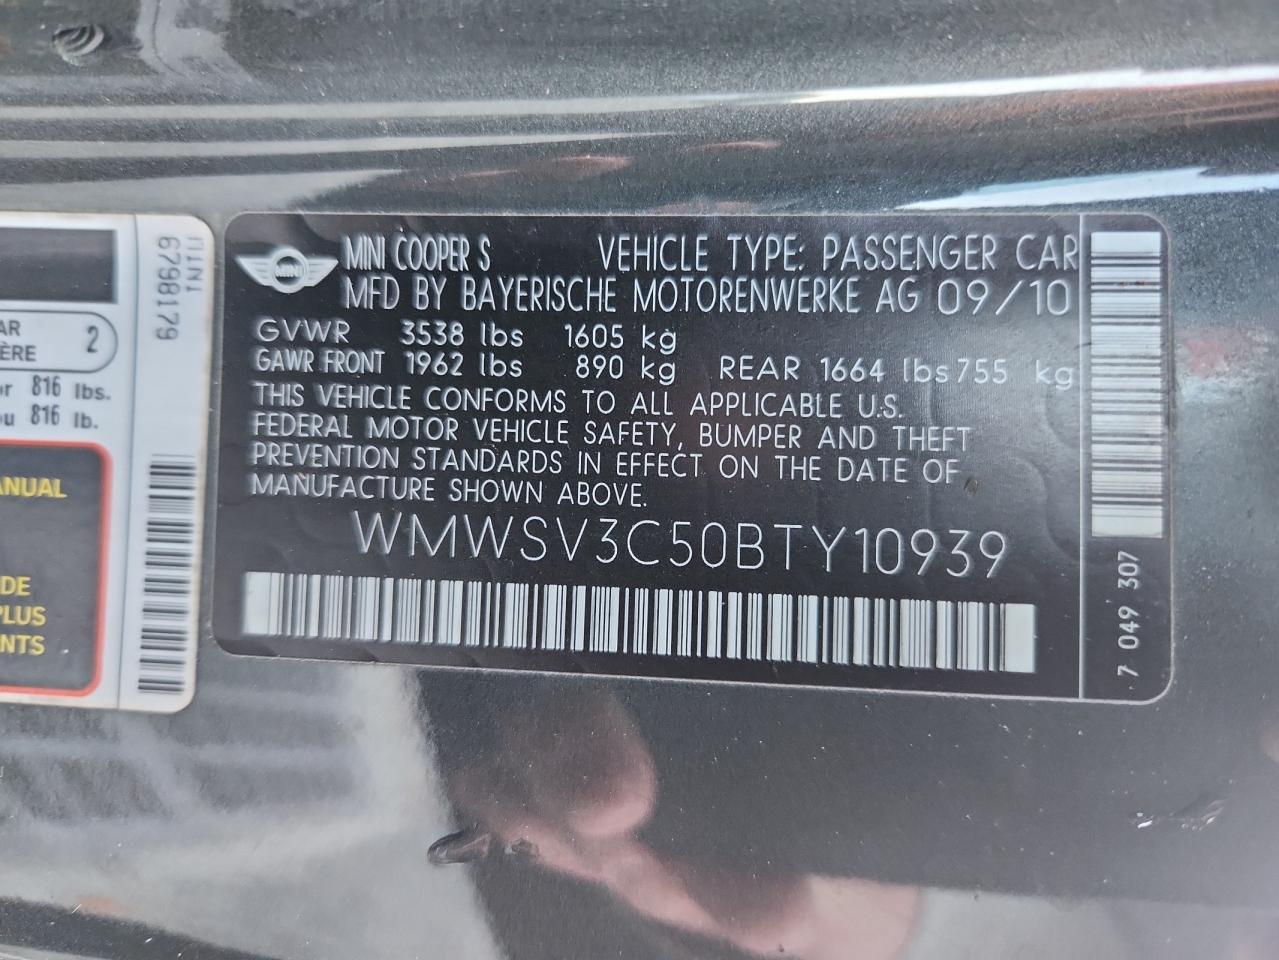 MINI
MINI COOPER S VEHICLE TYPE: PASSENGER CAR
MFD BY BAYERISCHE MOTORENWERKE AG 09/10
GVWR 3538 lbs 1605 kg
GAWR FRONT 1962 lbs 890 kg REAR 1664 lbs 755 kg
THIS VEHICLE CONFORMS TO ALL APPLICABLE U.S.
FEDERAL MOTOR VEHICLE SAFETY, BUMPER AND THEFT
PREVENTION STANDARDS IN EFFECT ON THE DATE OF
MANUFACTURE SHOWN ABOVE.
WMWSV3C50BTY10939
7 049 307
6798179
AR
ÈRE 2
or 816 lbs.
ou 816 lb.
ANUAL
DE
PLUS
NTS